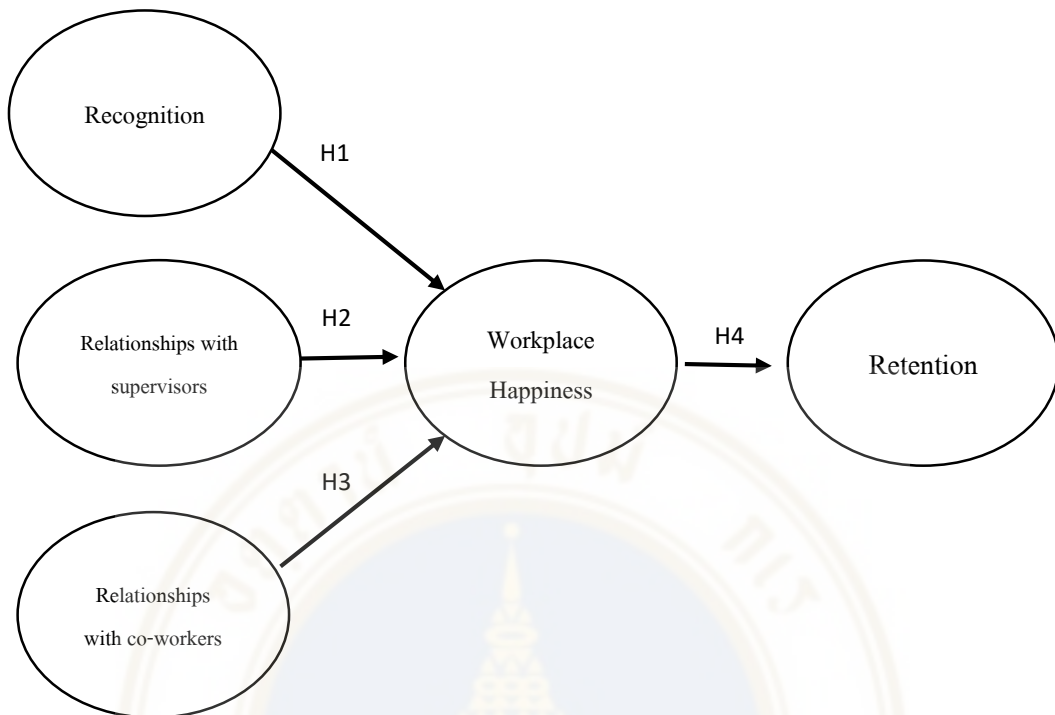 Recognition
H1
Relationships with
supervisors
H2
Workplace
Happiness
H4
Retention
H3
Relationships
with co-workers